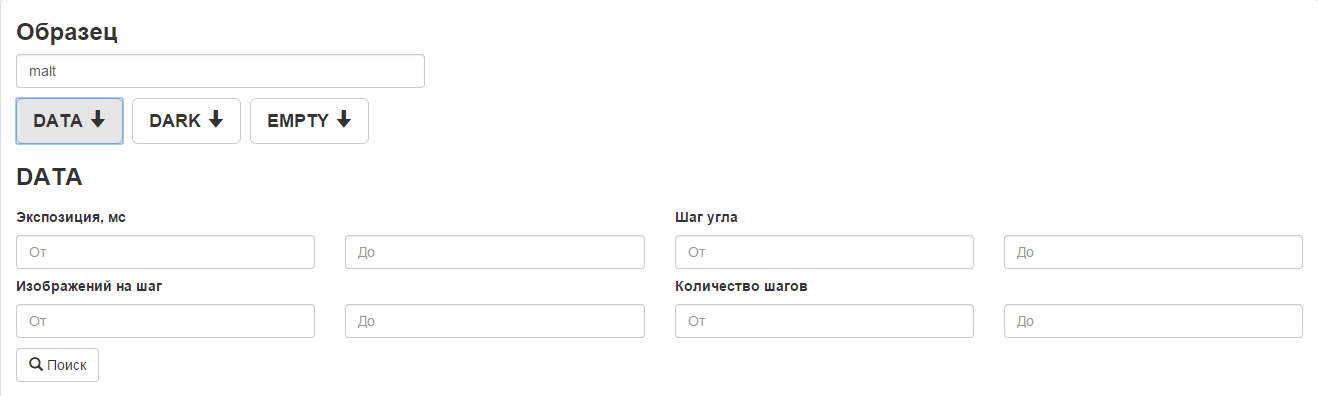 Образец
malt
DATA DARK EMPTY
DATA
Экспозиция, мс Шаг угла
От До От До
Изображений на шаг Количество шагов
От До От До
Поиск